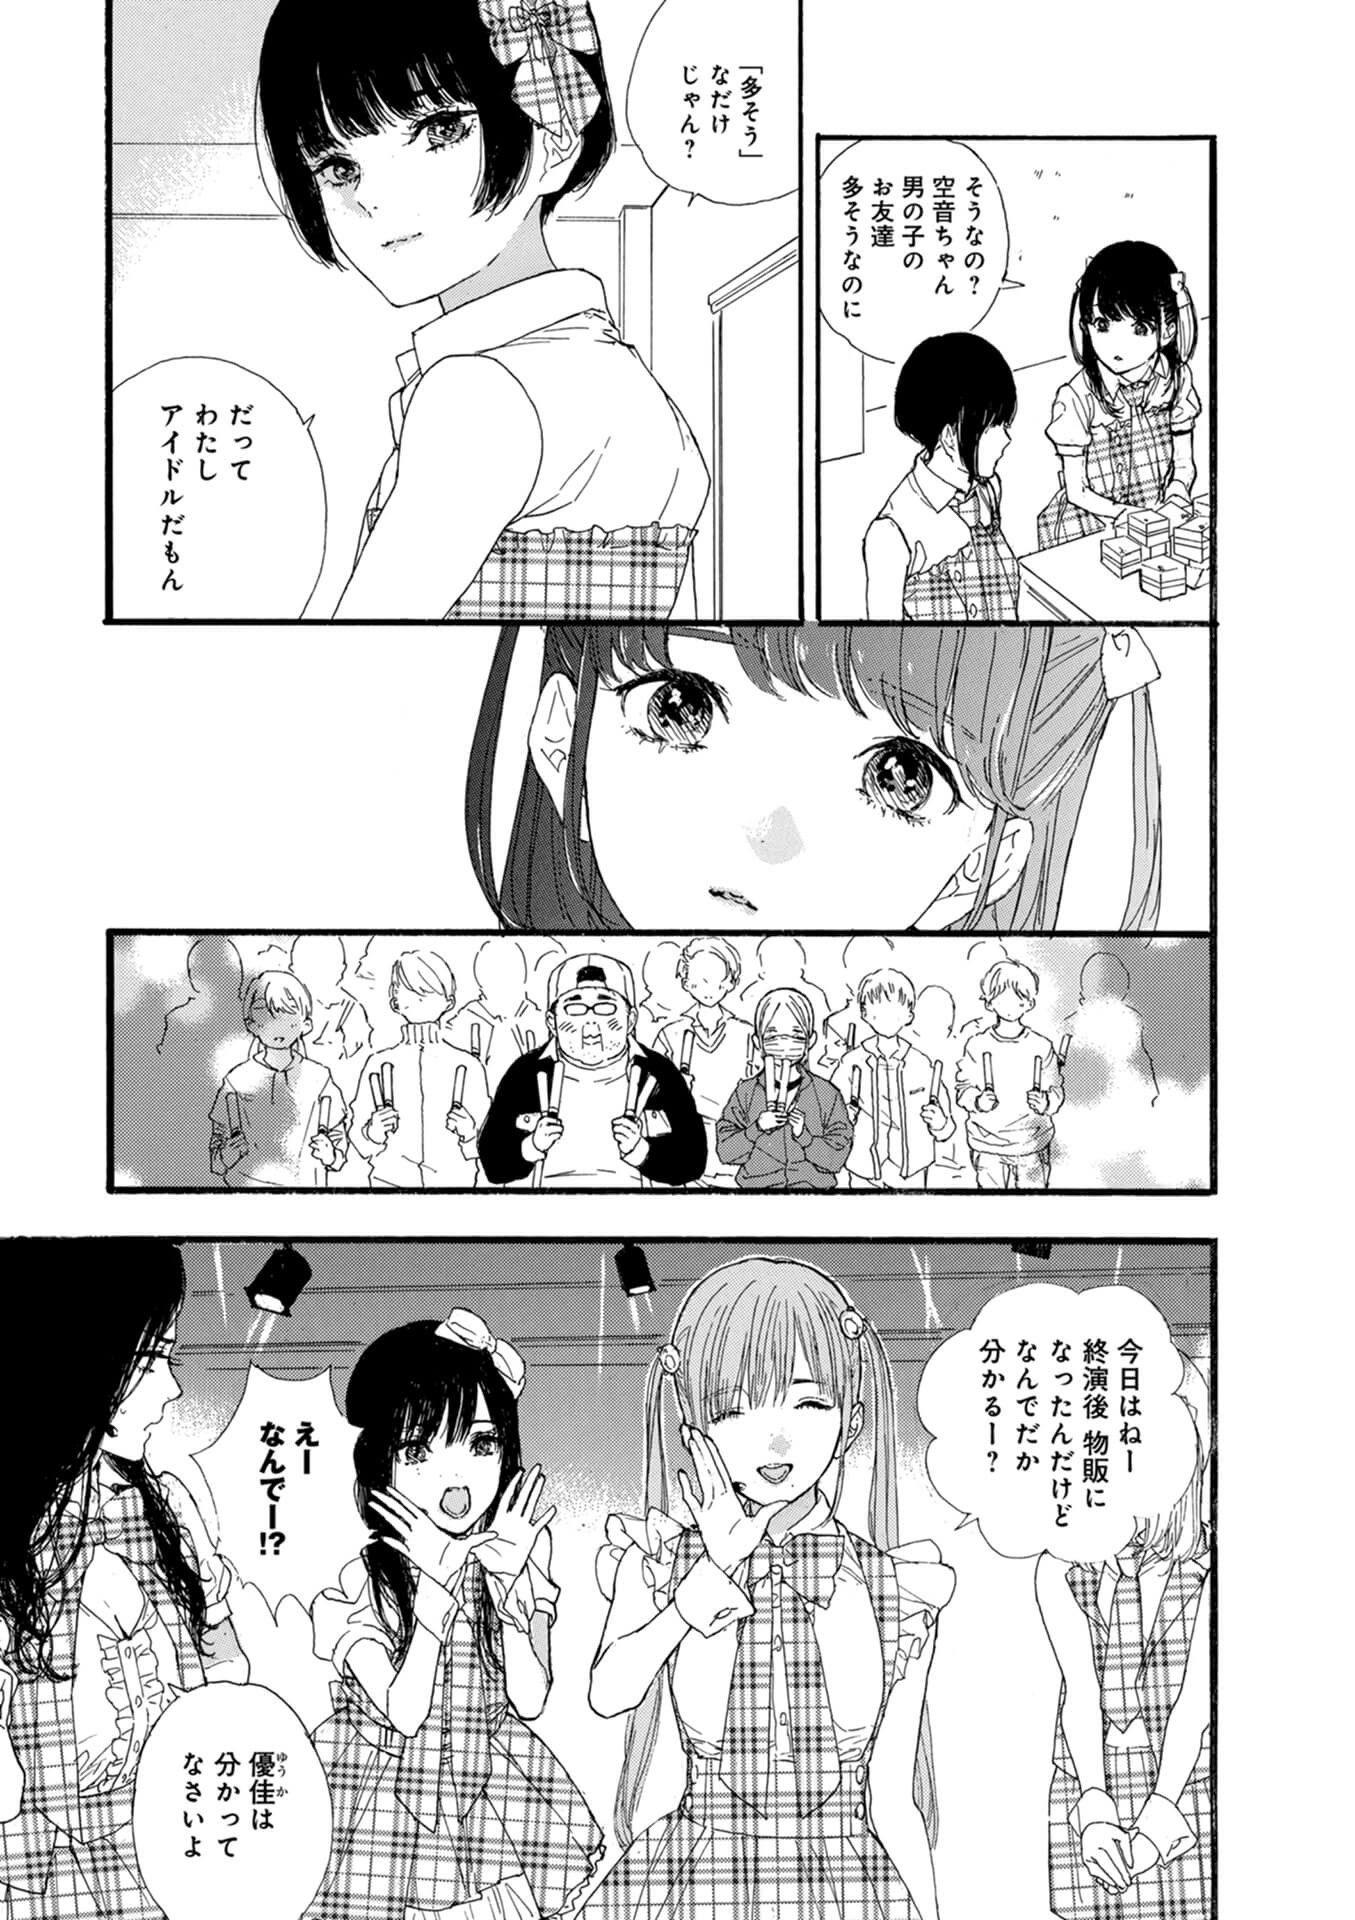 そうなの？
空音ちゃん
男の子の
お友達
多そうなのに
「多そう」
なだけ
じゃん？
だって
わたし
アイドルだもん
今日はねー
終演後 物販に
なったんだけど
なんでだか
分かるー？
えー
なんでー!?
優佳は
ゆうか
分かって
なさいよ